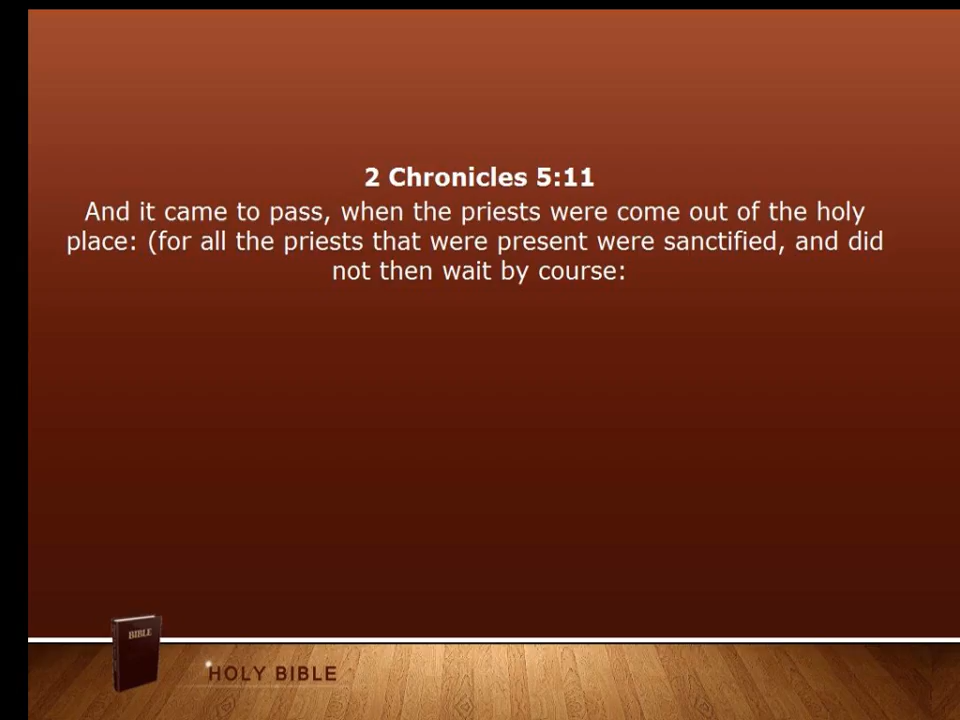 2 Chronicles 5:11
And it came to pass, when the priests were come out of the holy
place: (for all the priests that were present were sanctified, and did
not then wait by course:
BIBLE
HOLY BIBLE